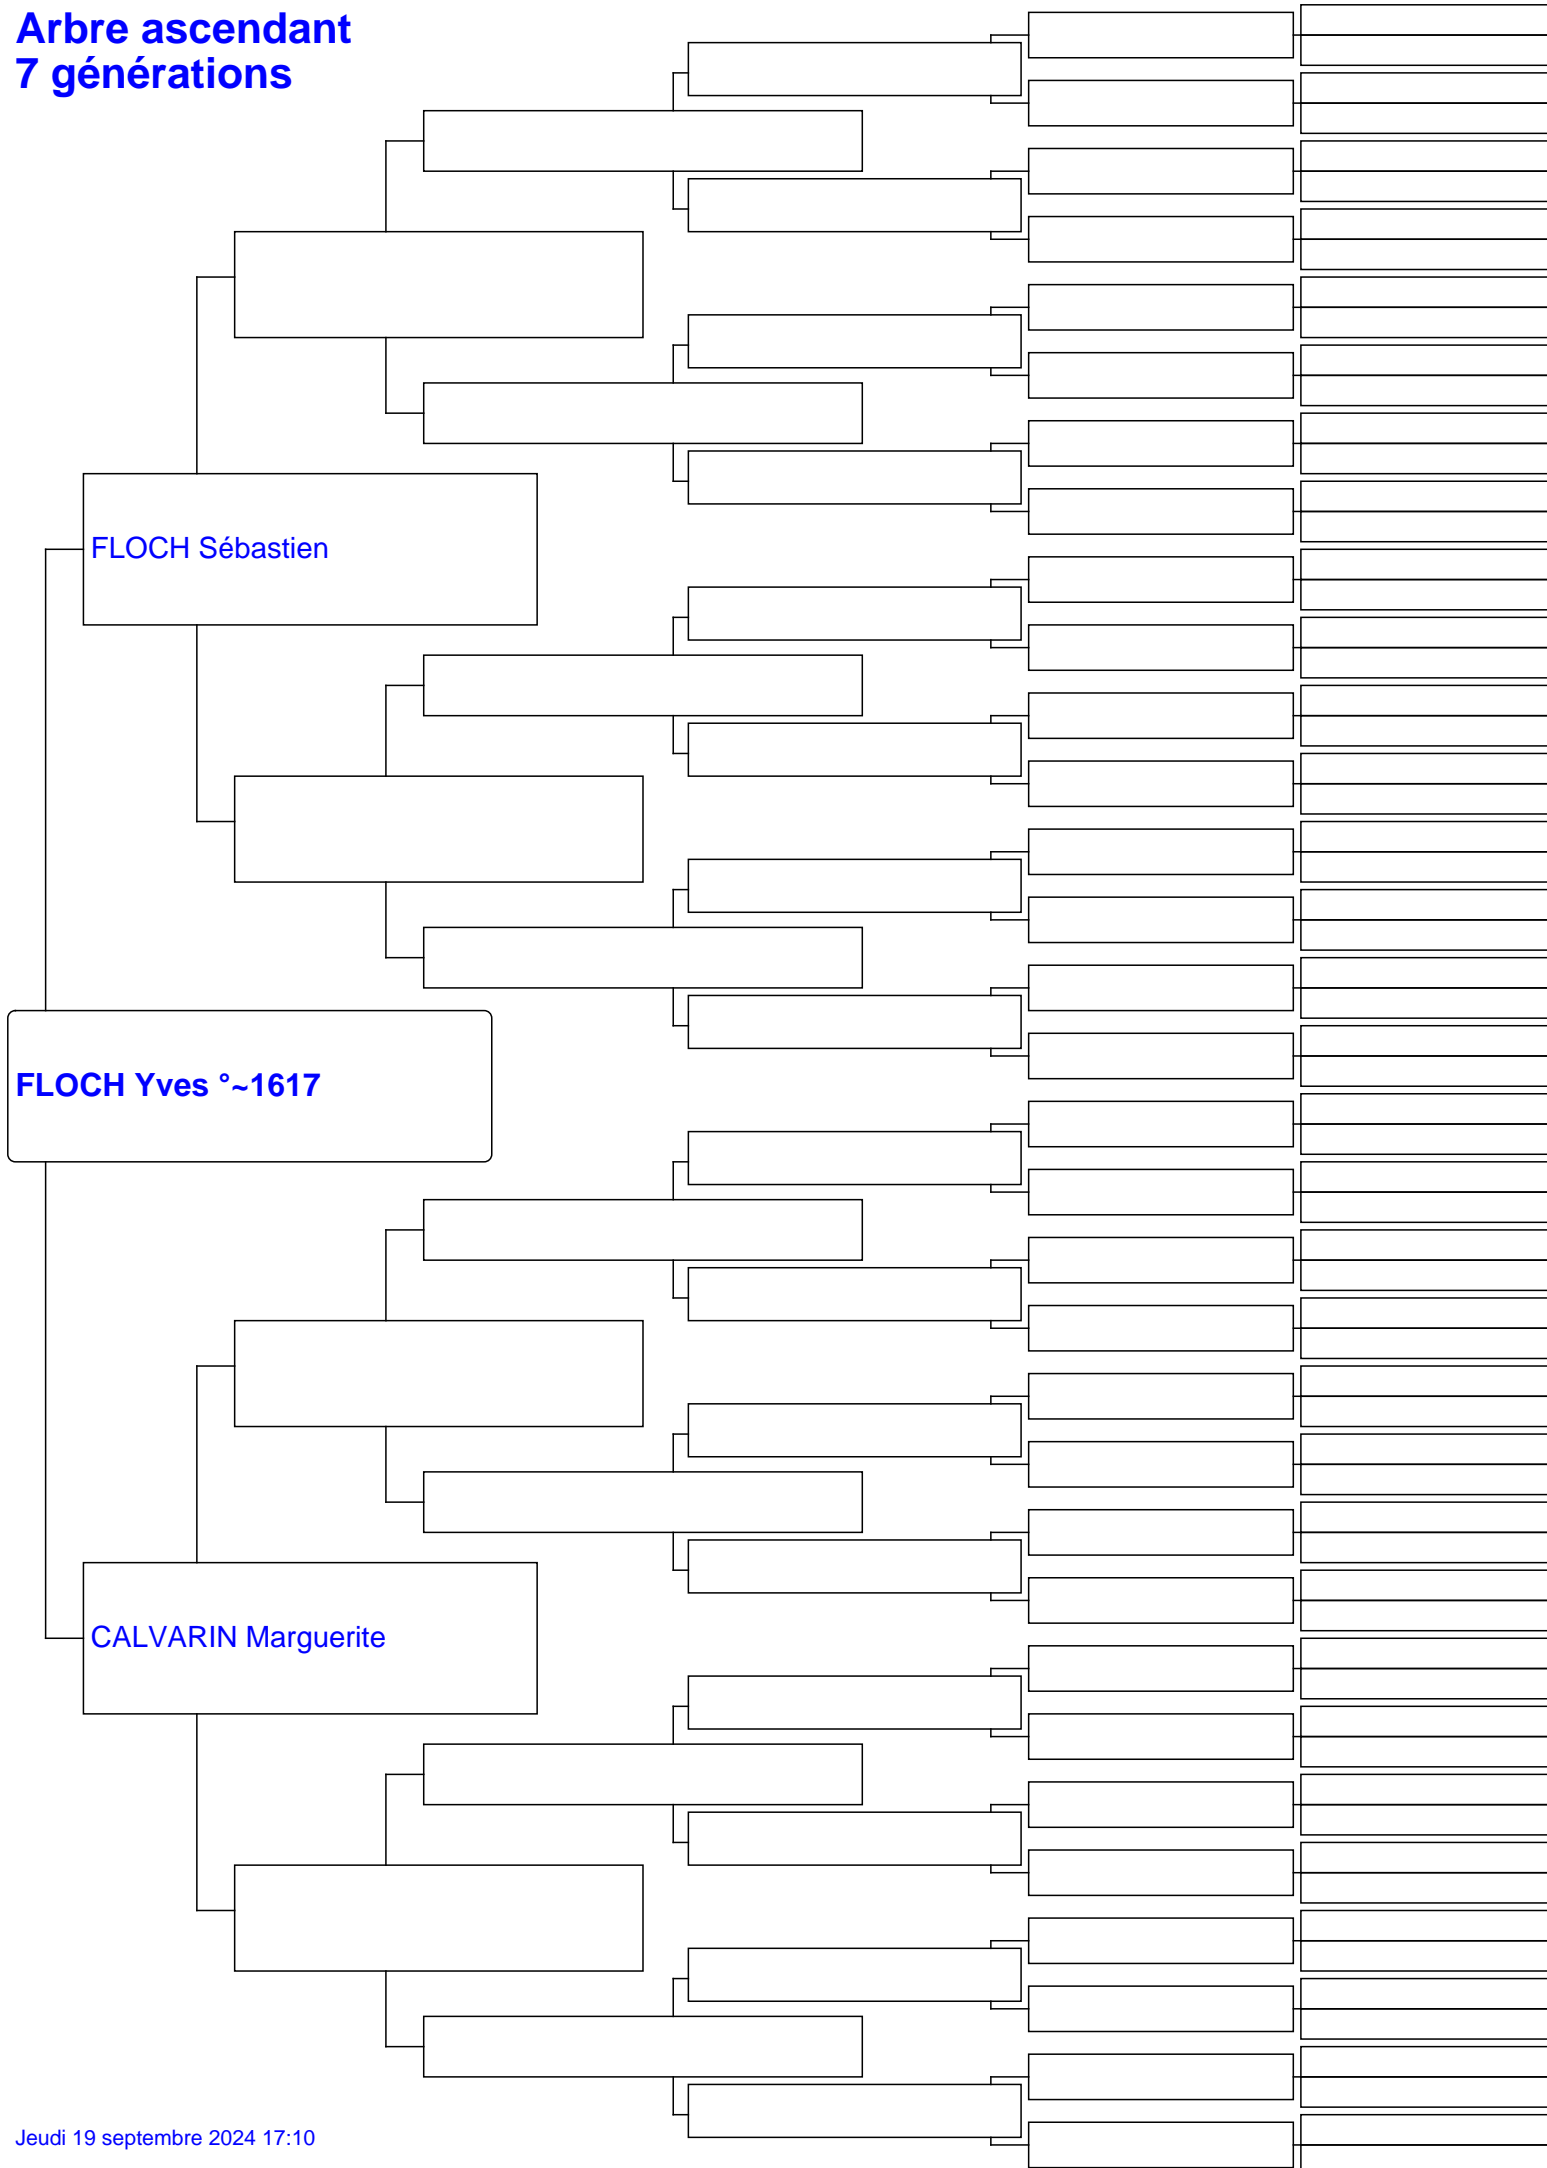 Arbre ascendant
7 générations
FLOCH Sébastien
FLOCH Yves °~1617
CALVARIN Marguerite
Jeudi 19 septembre 2024 17:10